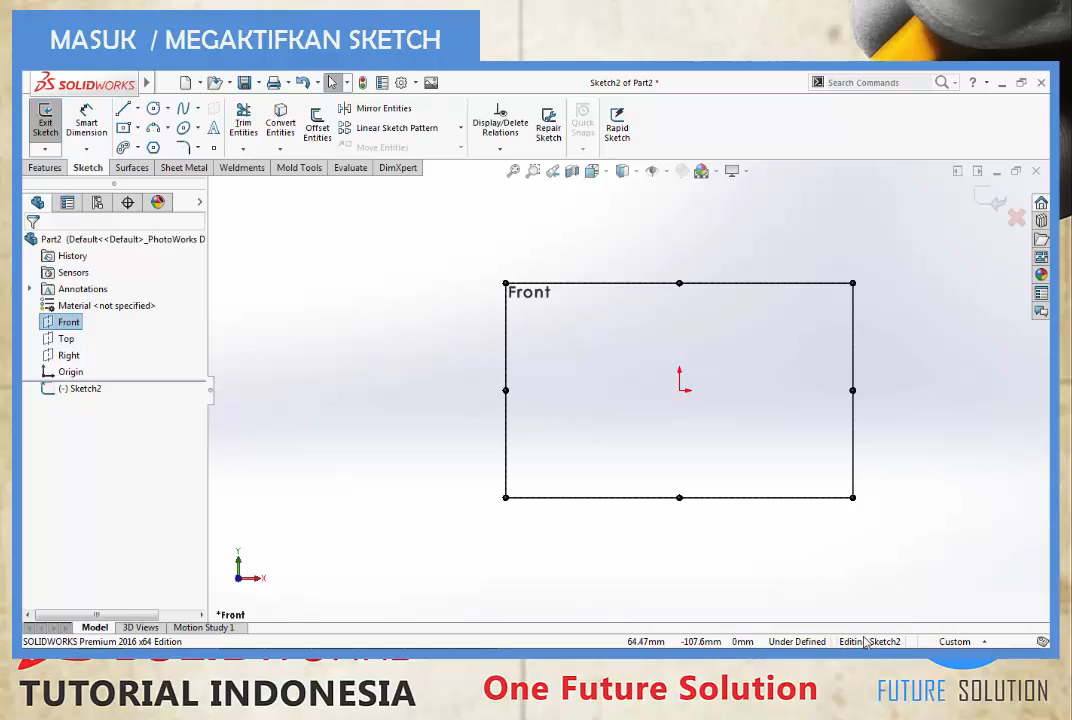 MASUK / MEGAKTIFKAN SKETCH
SOLIDWORKS
Sketch2 of Part2 *
Search Commands
Exit Sketch
Smart Dimension
Trim Entities
Convert Entities
Offset Entities
Mirror Entities
Linear Sketch Pattern
Move Entities
Display/Delete Relations
Repair Sketch
Quick Snaps
Rapid Sketch
Features
Sketch
Surfaces
Sheet Metal
Weldments
Mold Tools
Evaluate
DimXpert
Part2 (Default<<Default>_PhotoWorks D
History
Sensors
Annotations
Material <not specified>
Front
Top
Right
Origin
(-) Sketch2
Front
Y
X
*Front
Model
3D Views
Motion Study 1
SOLIDWORKS Premium 2016 x64 Edition
64.47mm -107.6mm 0mm Under Defined Editing Sketch2 Custom
TUTORIAL INDONESIA
One Future Solution
FUTURE SOLUTION